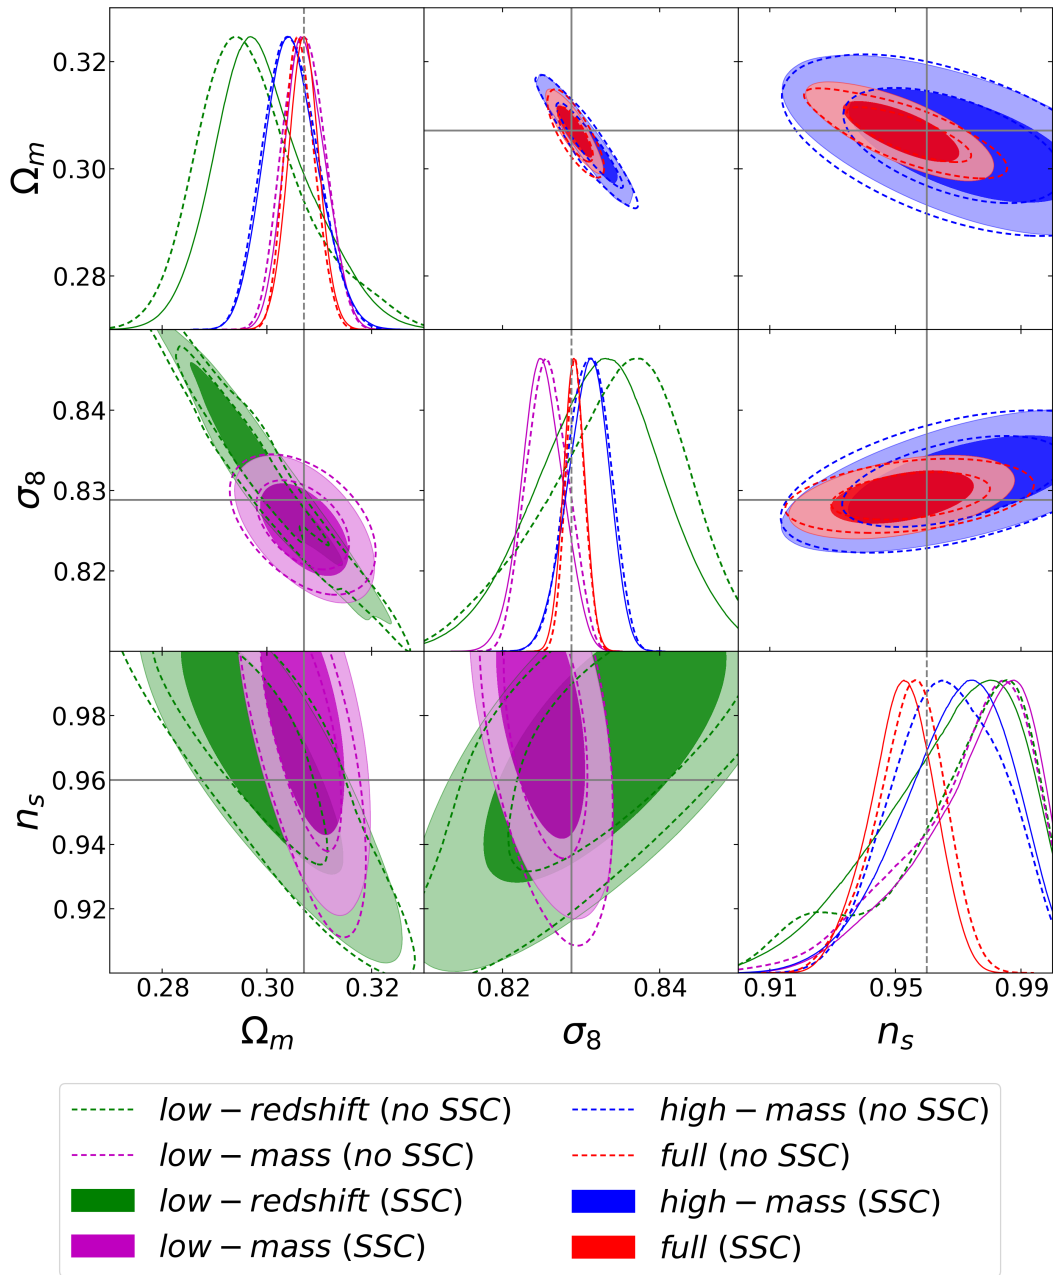 0.32
0.30
0.28
Ωm
0.84
0.83
0.82
σ8
0.98
0.96
0.94
0.92
ns
0.28 0.30 0.32 0.82 0.84 0.91 0.95 0.99
Ωm σ8 ns
low − redshift (no SSC) high − mass (no SSC)
low − mass (no SSC) full (no SSC)
low − redshift (SSC) high − mass (SSC)
low − mass (SSC) full (SSC)